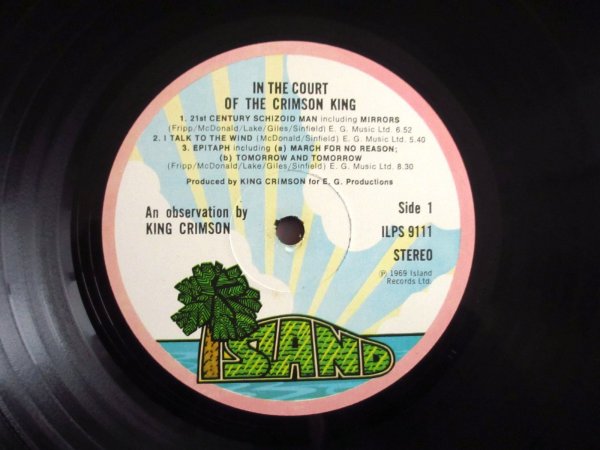 IN THE COURT
OF THE CRIMSON KING
1. 21st CENTURY SCHIZOID MAN including MIRRORS
(Fripp/McDonald/Lake/Giles/Sinfield) E. G. Music Ltd. 6.52
2. I TALK TO THE WIND (McDonald/Sinfield) E. G. Music Ltd. 5.40
3. EPITAPH including (a) MARCH FOR NO REASON;
(b) TOMORROW AND TOMORROW
(Fripp/McDonald/Lake/Giles/Sinfield) E. G. Music Ltd. 8.30
Produced by KING CRIMSON for E. G. Productions
An observation by
KING CRIMSON
Side 1
ILPS 9111
STEREO
Ⓟ 1969 Island
Records Ltd.
ISLAND